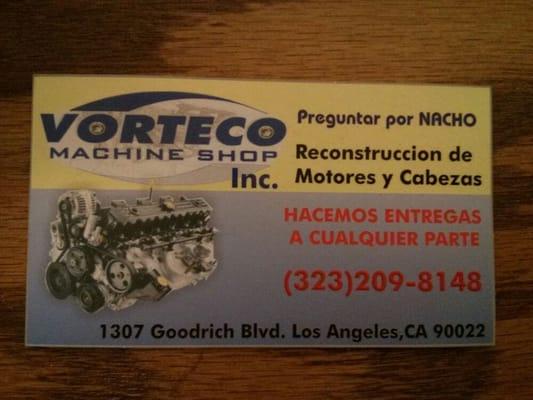 VORTECO
MACHINE SHOP
Inc.
Preguntar por NACHO
Reconstruccion de
Motores y Cabezas
HACEMOS ENTREGAS
A CUALQUIER PARTE
(323)209-8148
1307 Goodrich Blvd. Los Angeles,CA 90022